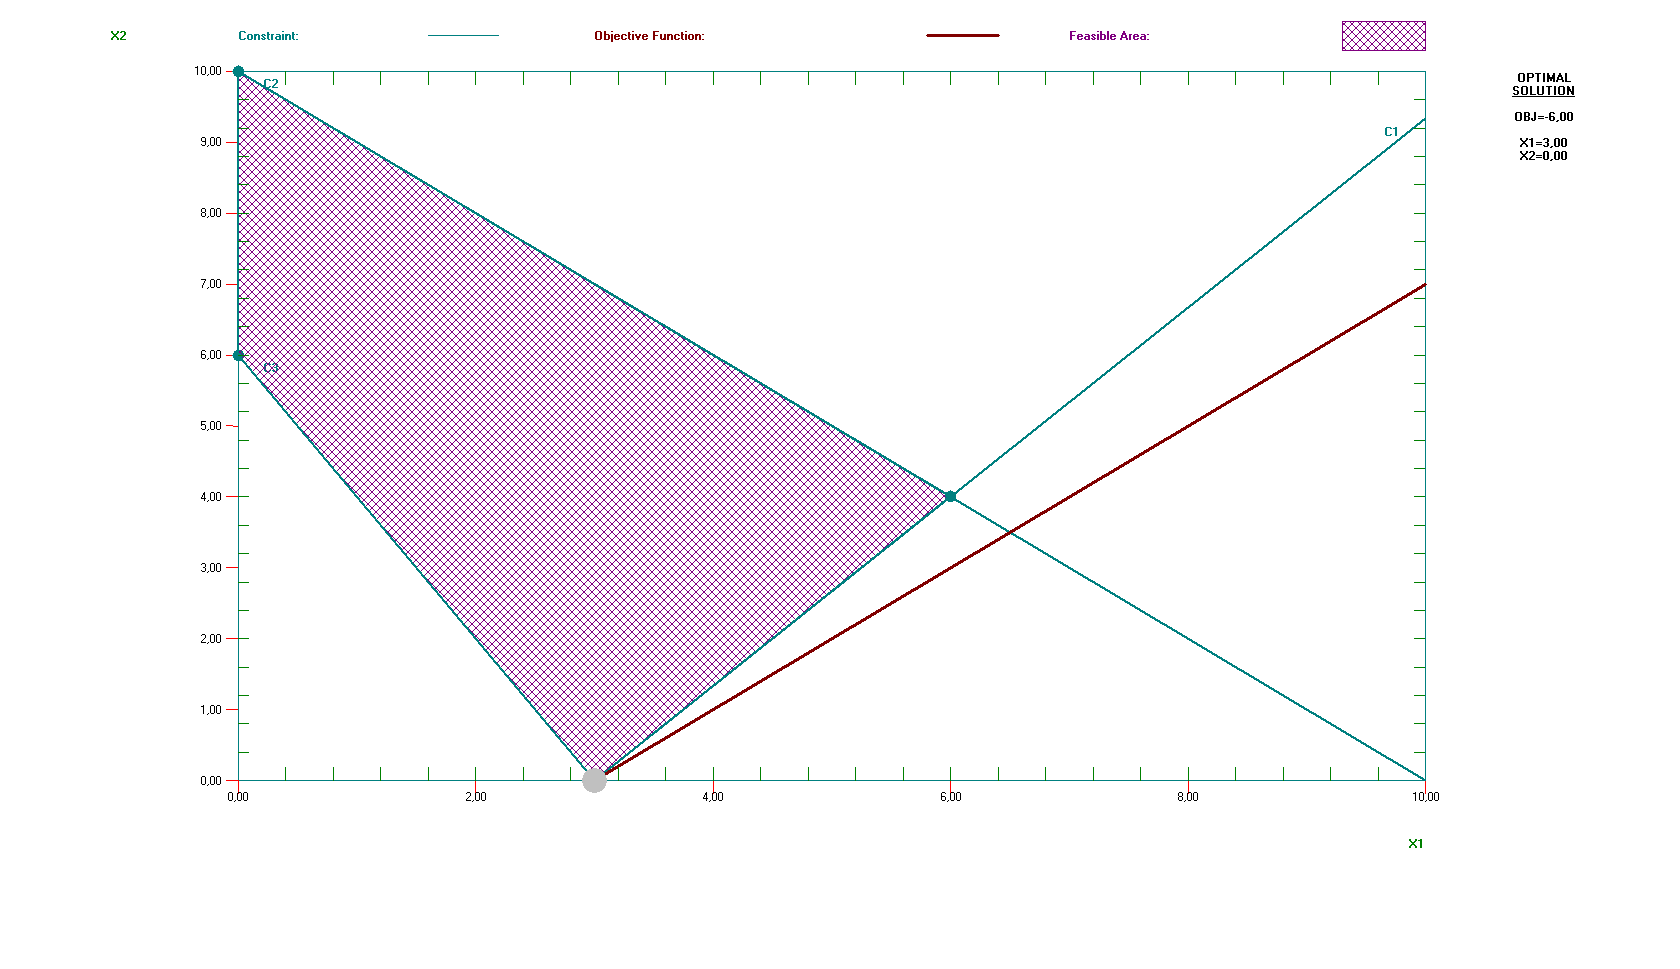 X2 Constraint: Objective Function: Feasible Area:
OPTIMAL
SOLUTION
OBJ=-6,00
X1=3,00
X2=0,00
10,00
9,00
8,00
7,00
6,00
5,00
4,00
3,00
2,00
1,00
0,00
C2
C1
C3
0,00 2,00 4,00 6,00 8,00 10,00
X1